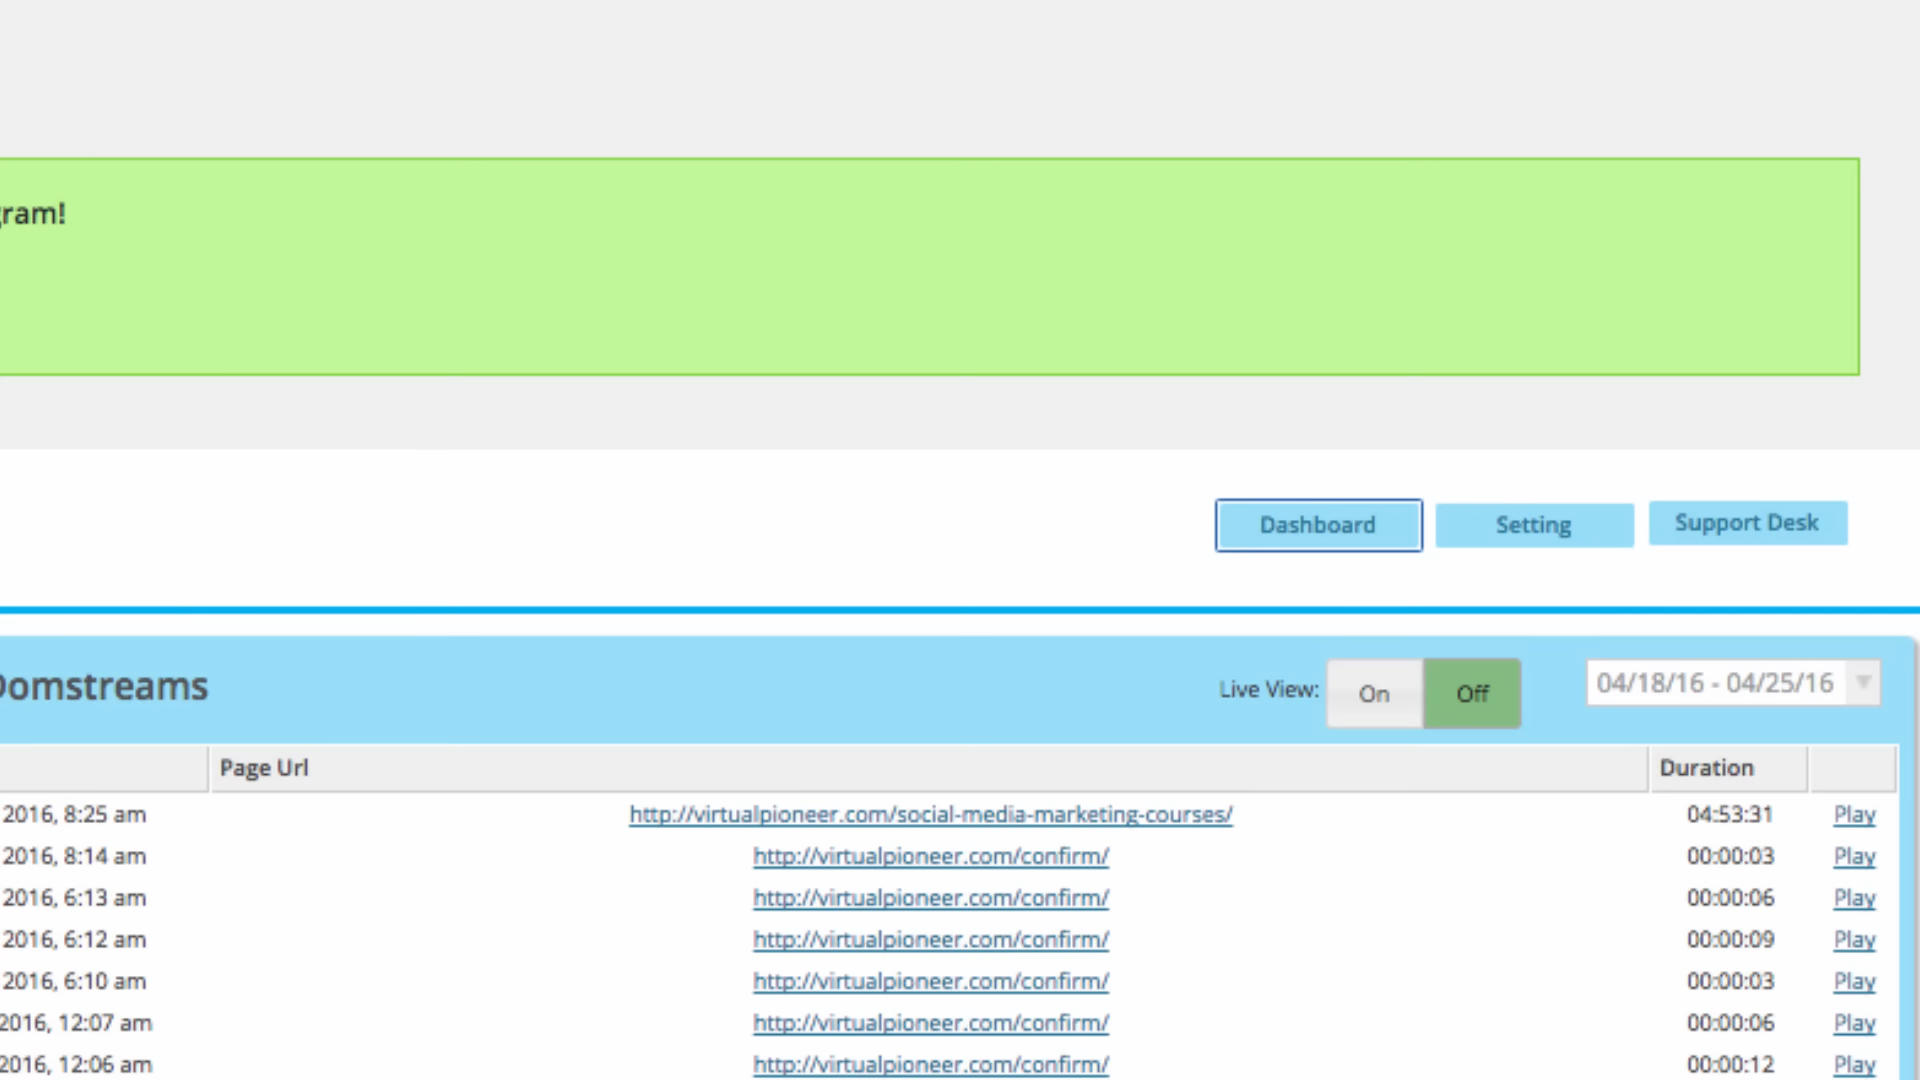 gram!
Dashboard Setting Support Desk
Domstreams Live View: On Off 04/18/16 - 04/25/16
Page Url Duration
2016, 8:25 am http://virtualpioneer.com/social-media-marketing-courses/ 04:53:31 Play
2016, 8:14 am http://virtualpioneer.com/confirm/ 00:00:03 Play
2016, 6:13 am http://virtualpioneer.com/confirm/ 00:00:06 Play
2016, 6:12 am http://virtualpioneer.com/confirm/ 00:00:09 Play
2016, 6:10 am http://virtualpioneer.com/confirm/ 00:00:03 Play
2016, 12:07 am http://virtualpioneer.com/confirm/ 00:00:06 Play
2016, 12:06 am http://virtualpioneer.com/confirm/ 00:00:12 Play